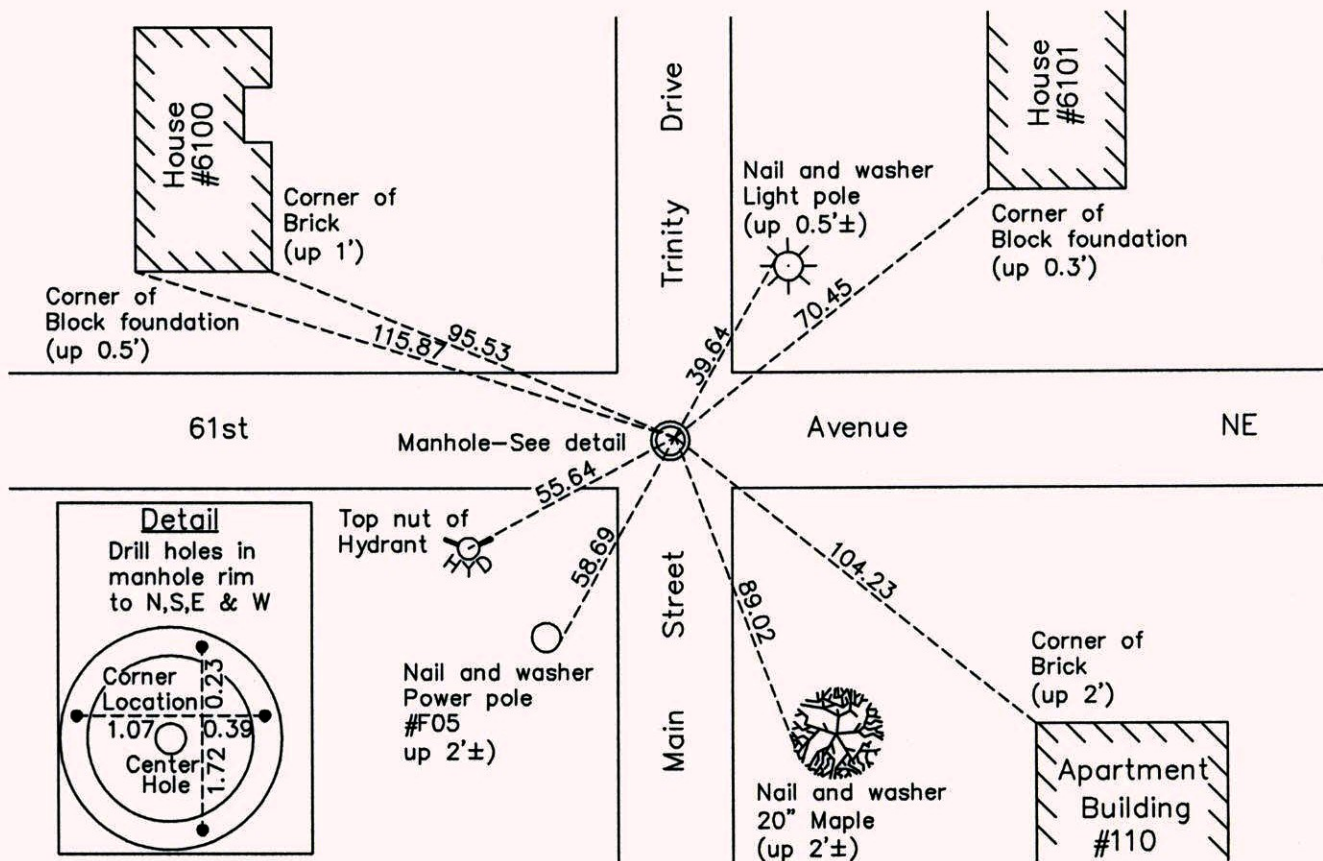 House
#6100
Corner of
Brick
(up 1')
Corner of
Block foundation
(up 0.5')
115.87
95.53
Trinity Drive
Nail and washer
Light pole
(up 0.5'±)
39.64
70.45
House
#6101
Corner of
Block foundation
(up 0.3')
61st Avenue NE
Manhole-See detail
55.64
Top nut of
Hydrant
HYD
58.69
Nail and washer
Power pole
#F05
up 2'±)
Main Street
89.02
Nail and washer
20" Maple
(up 2'±)
104.23
Corner of
Brick
(up 2')
Apartment
Building
#110
Detail
Drill holes in
manhole rim
to N,S,E & W
Corner
Location
0.23
1.07
0.39
1.72
Center
Hole